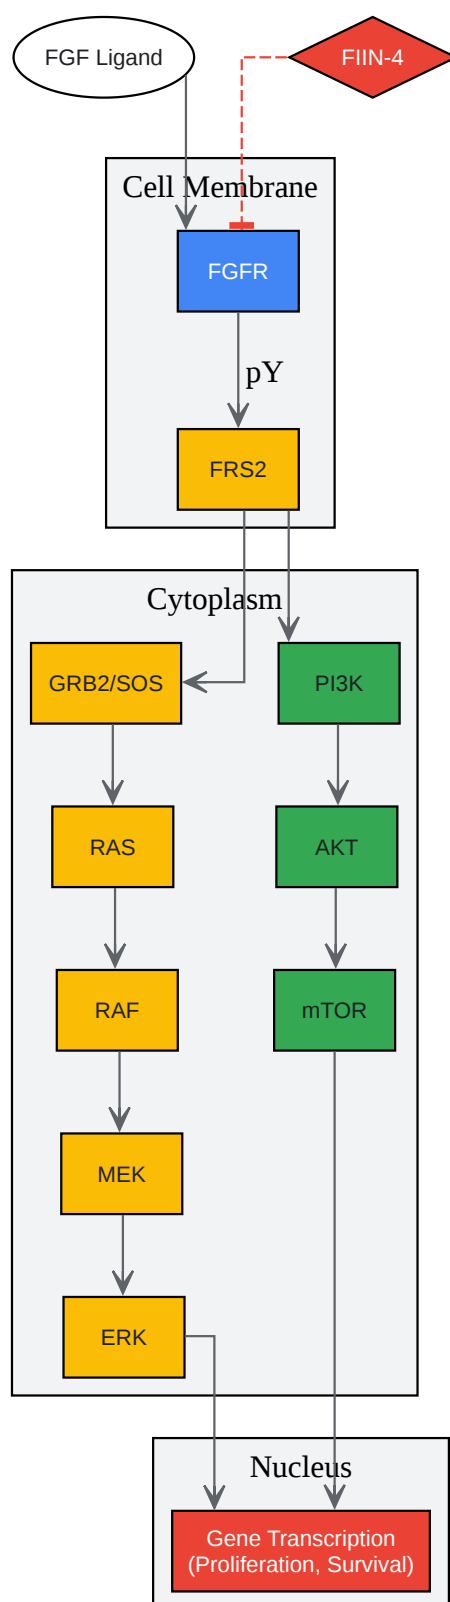 FGF Ligand
FIIN-4
Cell Membrane
FGFR
pY
FRS2
Cytoplasm
GRB2/SOS
PI3K
RAS
AKT
RAF
mTOR
MEK
ERK
Nucleus
Gene Transcription
(Proliferation, Survival)